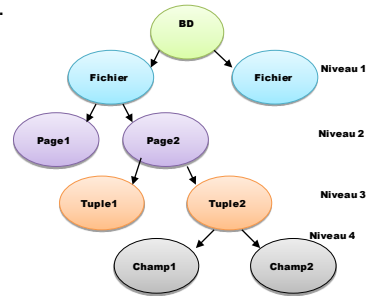 BD
Fichier
Fichier
Niveau 1
Page1
Page2
Niveau 2
Tuple1
Tuple2
Niveau 3
Niveau 4
Champ1
Champ2